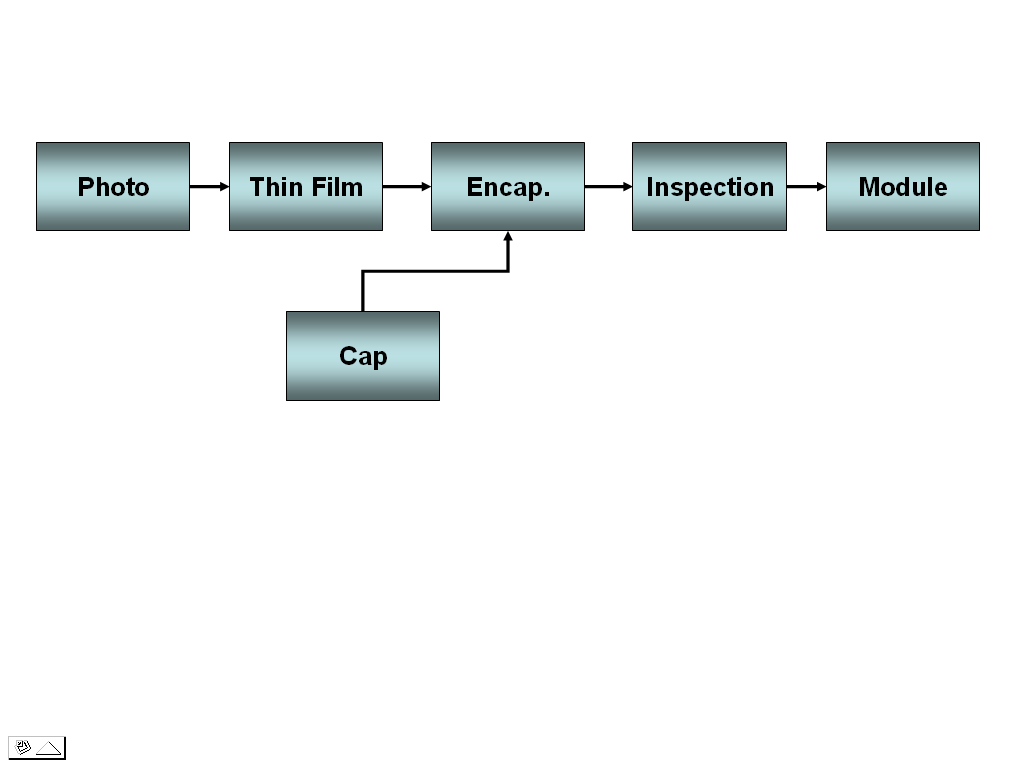 Photo
Thin Film
Encap.
Inspection
Module
Cap